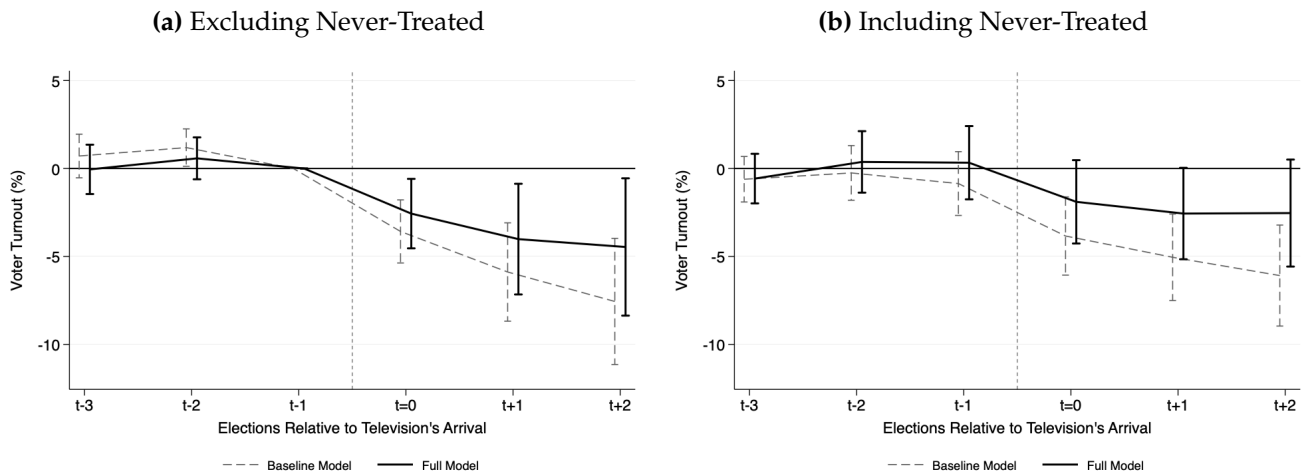 (a) Excluding Never-Treated
5
0
-5
-10
Voter Turnout (%)
t-3 t-2 t-1 t=0 t+1 t+2
Elections Relative to Television's Arrival
Baseline Model Full Model
(b) Including Never-Treated
5
0
-5
-10
Voter Turnout (%)
t-3 t-2 t-1 t=0 t+1 t+2
Elections Relative to Television's Arrival
Baseline Model Full Model